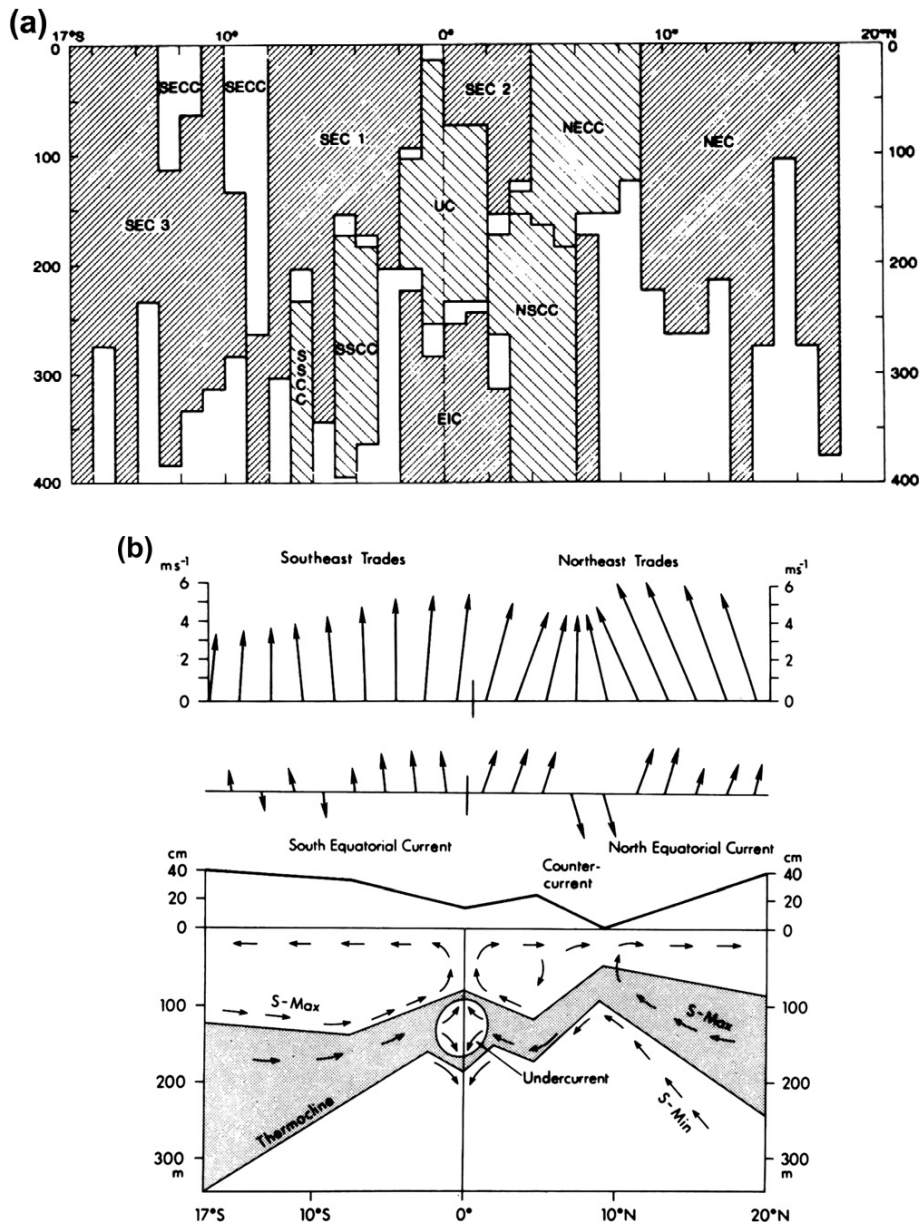 (a)
17°S 10° 0° 10° 20°N
0 0
SECC SECC SEC 2
SEC 1 NECC NEC
100 100
UC
SEC 3
200 200
NSCC
SSCC
300 SSCC 300
EIC
400 400
(b)
Southeast Trades Northeast Trades
m s⁻¹ ms⁻¹
6 6
4 4
2 2
0 0
South Equatorial Current North Equatorial Current
cm Counter- cm
40 current 40
20 20
0 0
S-Max
100 S-Max 100
Undercurrent
200 200
Thermocline S-Min
300 300
m m
17°S 10°S 0° 10°N 20°N